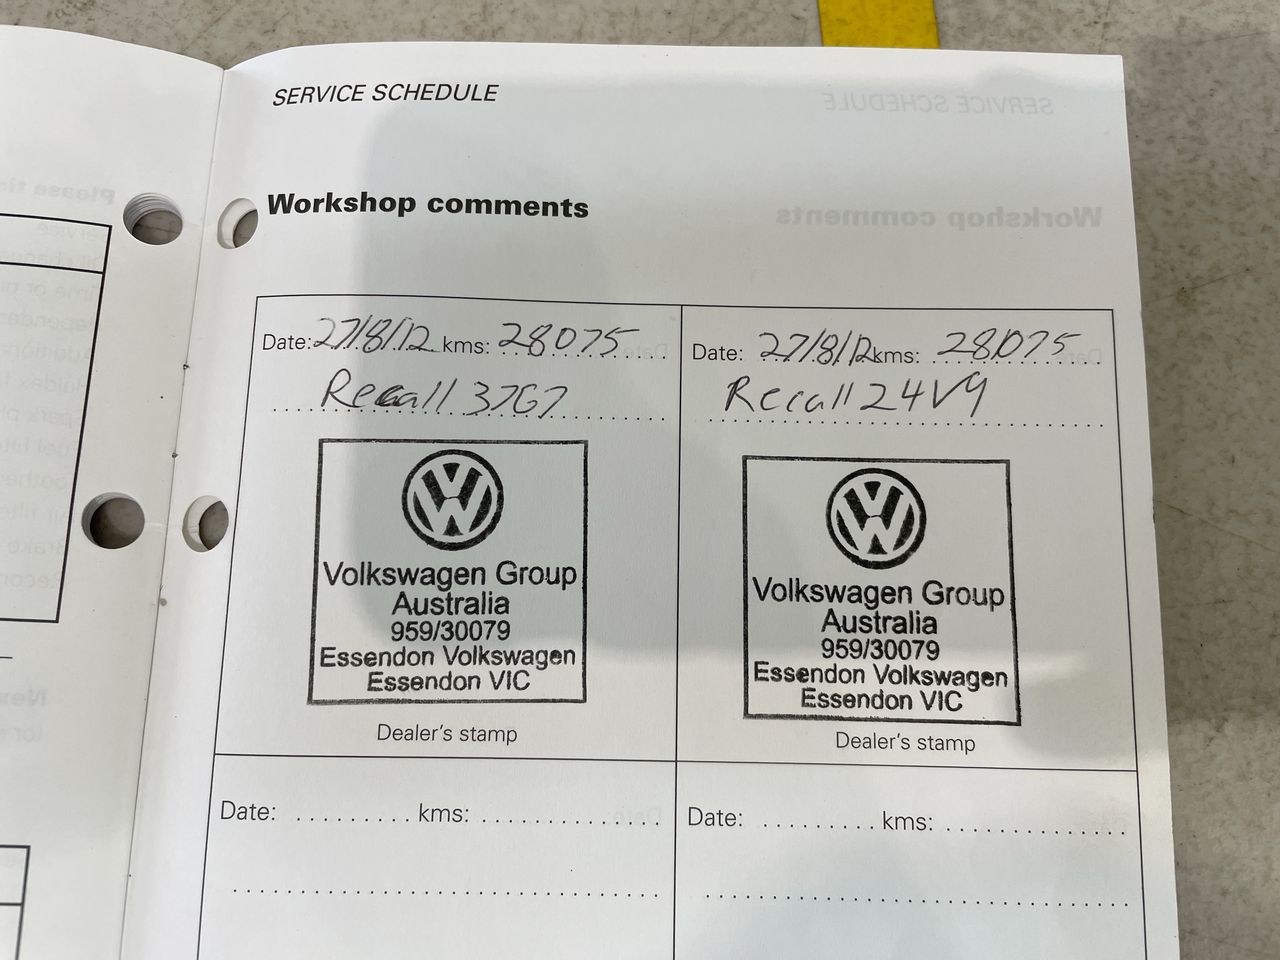 SERVICE SCHEDULE
Workshop comments
Date: 27/8/12 kms: 28075
Recall 37G7
Volkswagen Group
Australia
959/30079
Essendon Volkswagen
Essendon VIC
Dealer's stamp
Date: 27/8/12 kms: 28075
Recall 24V9
Volkswagen Group
Australia
959/30079
Essendon Volkswagen
Essendon VIC
Dealer's stamp
Date: ......... kms: ..............
Date: ......... kms: ..............